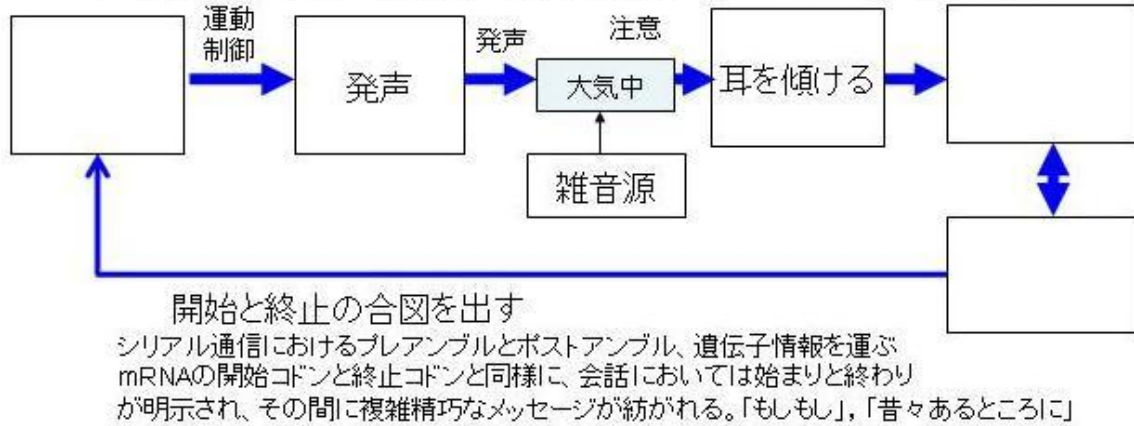 運動
制御
発声
注意
発声
大気中
耳を傾ける
雑音源
開始と終止の合図を出す
シリアル通信におけるプレアンブルとポストアンブル、遺伝子情報を運ぶ
mRNAの開始コドンと終止コドンと同様に、会話においては始まりと終わり
が明示され、その間に複雑精巧なメッセージが紡がれる。「もしもし」，「昔々あるところに」